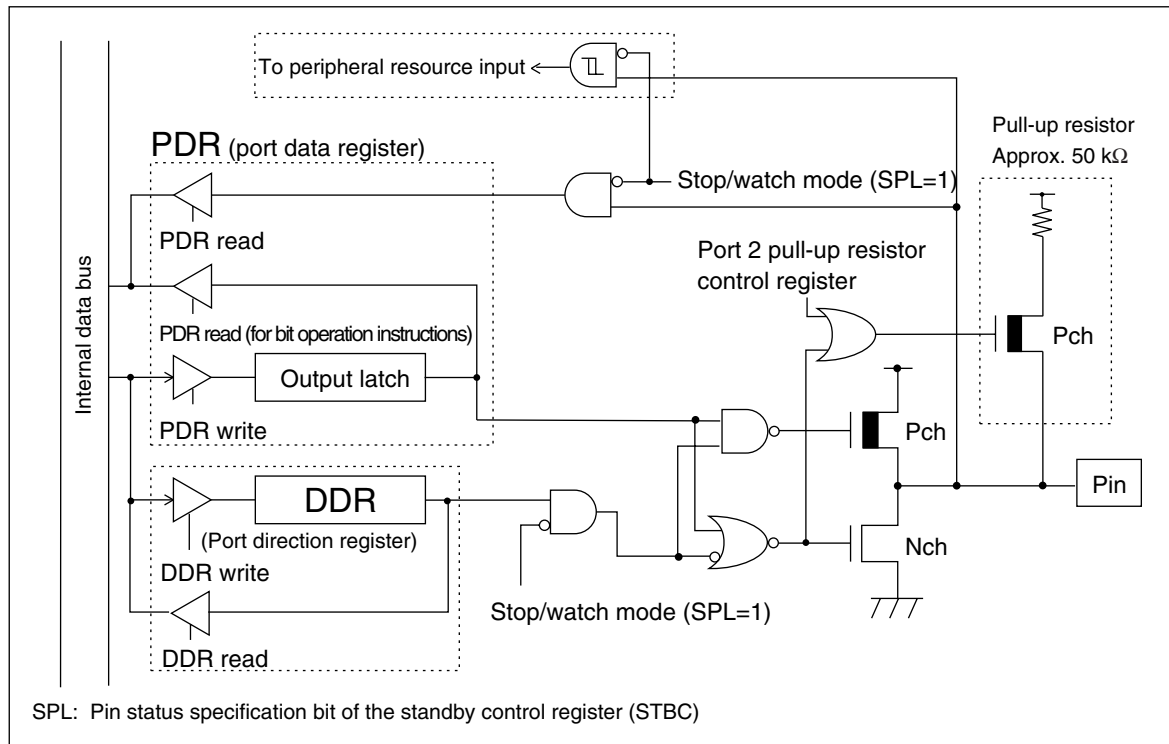 To peripheral resource input
PDR (port data register)
Pull-up resistor
Approx. 50 kΩ
Stop/watch mode (SPL=1)
PDR read
Port 2 pull-up resistor
control register
Internal data bus
PDR read (for bit operation instructions)
Pch
Output latch
PDR write
Pch
DDR
Pin
(Port direction register)
Nch
DDR write
Stop/watch mode (SPL=1)
DDR read
SPL: Pin status specification bit of the standby control register (STBC)